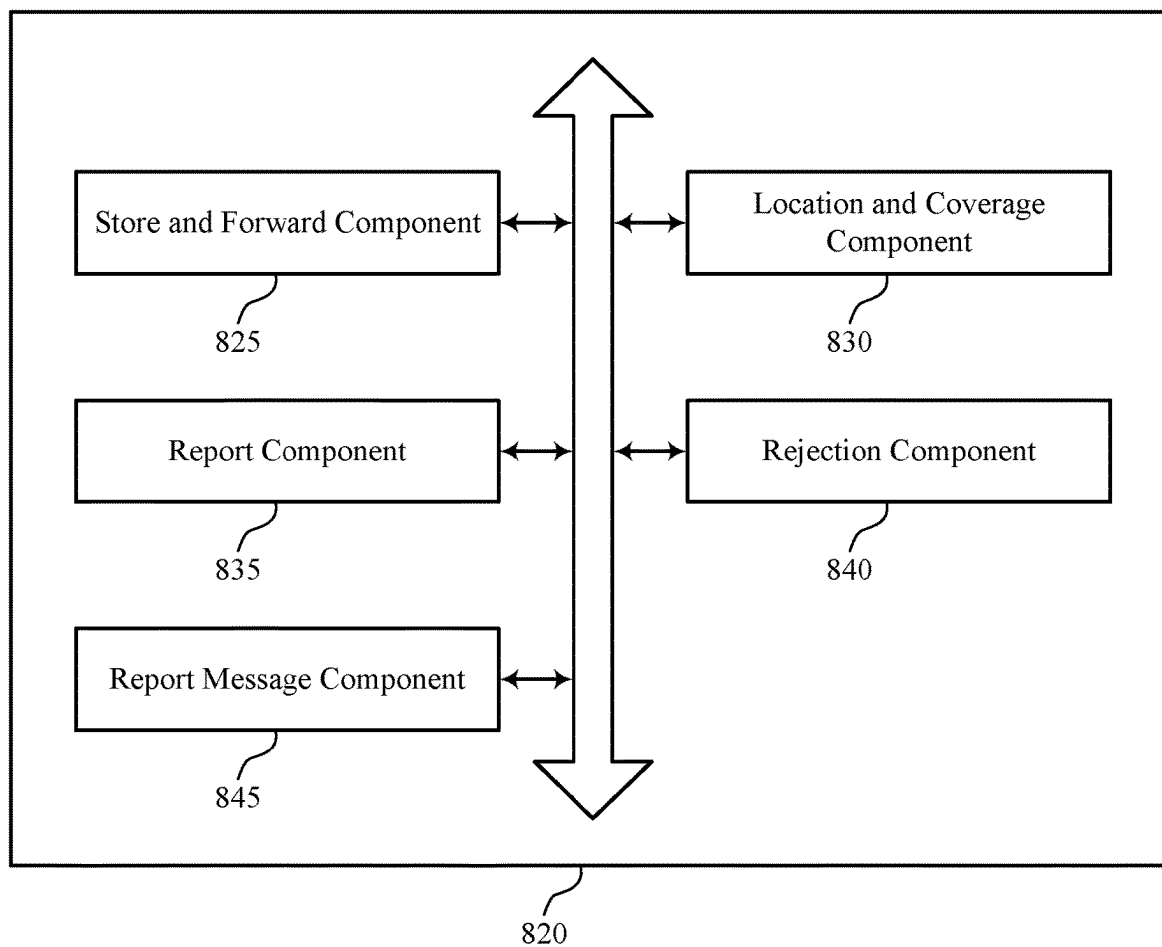 Store and Forward Component
825
Location and Coverage
Component
830
Report Component
835
Rejection Component
840
Report Message Component
845
820